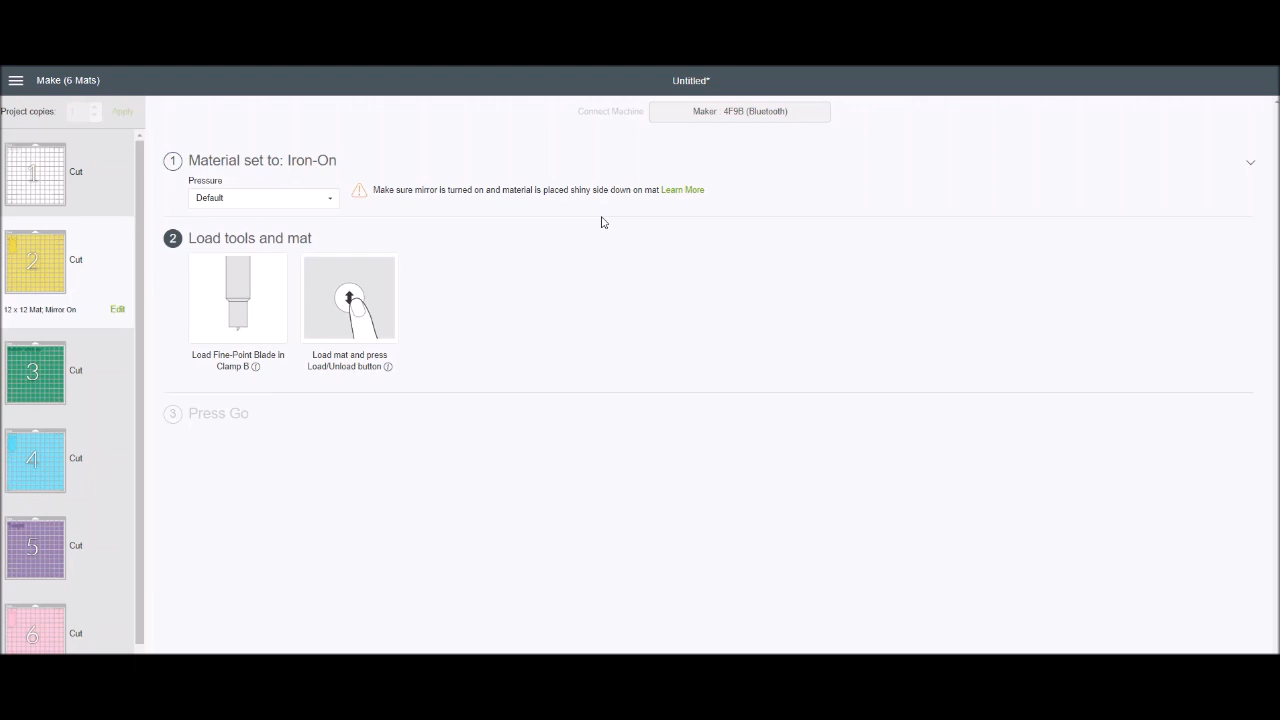 Make (6 Mats)
Untitled*
Project copies:
1
Apply
Connect Machine
Maker 4F9B (Bluetooth)
1
Cut
2
Cut
12 x 12 Mat; Mirror On
Edit
3
Cut
4
Cut
5
Cut
6
Cut
1 Material set to: Iron-On
Pressure
Default
Make sure mirror is turned on and material is placed shiny side down on mat Learn More
2 Load tools and mat
Load Fine-Point Blade in
Clamp B
Load mat and press
Load/Unload button
3 Press Go